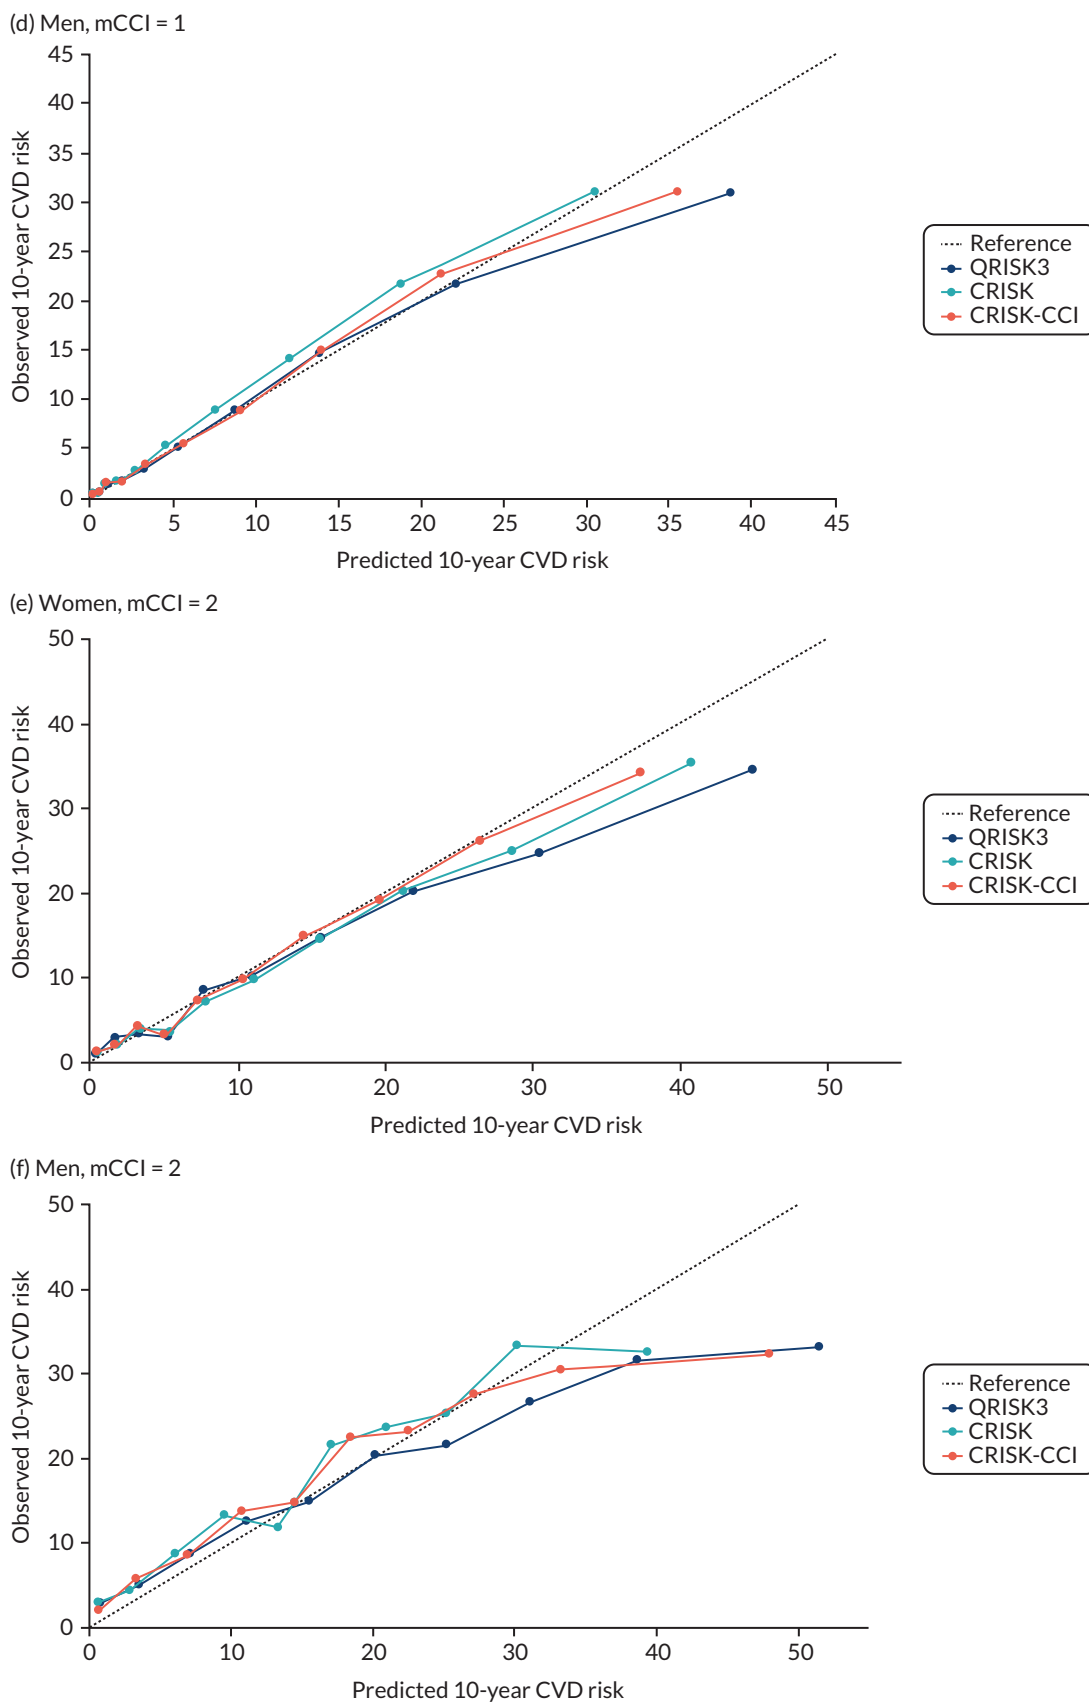 (d) Men, mCCI = 1
45
40
35
30
25
20
15
10
5
0
Observed 10-year CVD risk
0 5 10 15 20 25 30 35 40 45
Predicted 10-year CVD risk
Reference
QRISK3
CRISK
CRISK-CCI
(e) Women, mCCI = 2
50
40
30
20
10
0
Observed 10-year CVD risk
0 10 20 30 40 50
Predicted 10-year CVD risk
Reference
QRISK3
CRISK
CRISK-CCI
(f) Men, mCCI = 2
50
40
30
20
10
0
Observed 10-year CVD risk
0 10 20 30 40 50
Predicted 10-year CVD risk
Reference
QRISK3
CRISK
CRISK-CCI